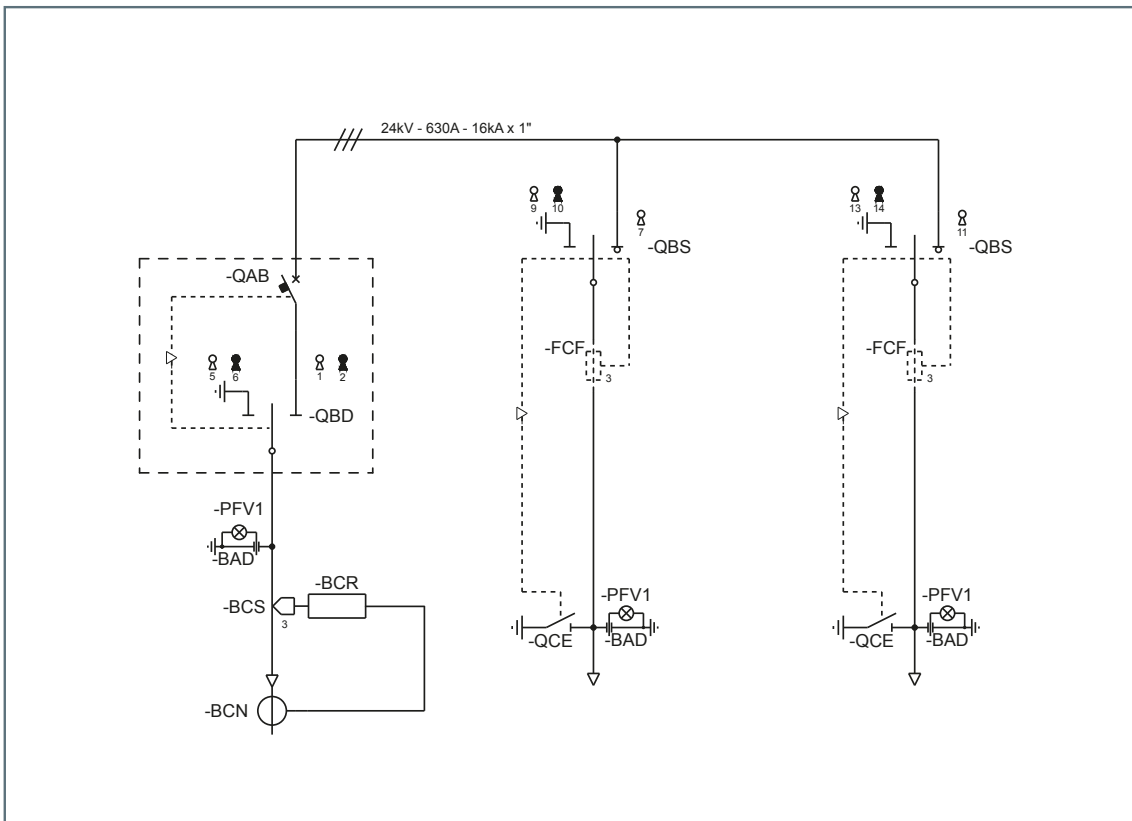 24kV - 630A - 16kA x 1"
9 10
7
-QBS
13 14
11
-QBS
-QAB
5 6
1 2
-QBD
-FCF
3
-FCF
3
-PFV1
-BAD
-BCS
3
-BCR
-BCN
-QCE
-PFV1
-BAD
-QCE
-PFV1
-BAD